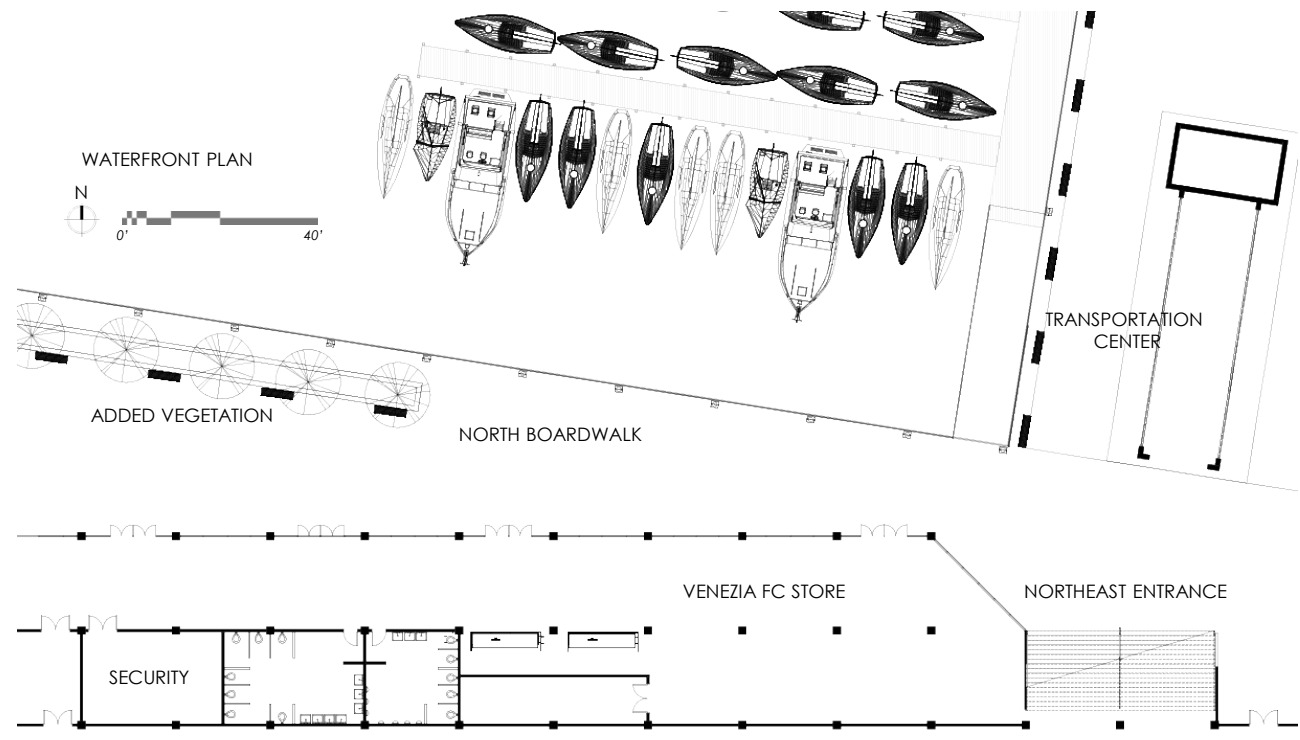 WATERFRONT PLAN
N
0'
40'
TRANSPORTATION
CENTER
ADDED VEGETATION
NORTH BOARDWALK
VENEZIA FC STORE
NORTHEAST ENTRANCE
SECURITY